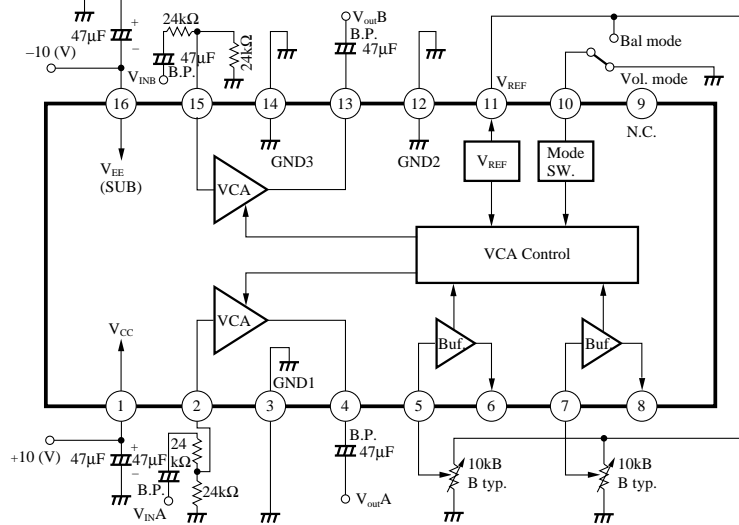 24kΩ
+
47μF
−
−10 (V)
V_INB
47μF
B.P.
24kΩ
V_outB
B.P.
47μF
V_REF
Bal mode
Vol. mode
16
15
14
13
12
11
10
9
N.C.
V_EE
(SUB)
GND3
GND2
VCA
V_REF
Mode
SW.
VCA Control
VCA
Buf.
Buf.
V_CC
GND1
1
2
3
4
5
6
7
8
+10 (V)
47μF
+
−
47μF
B.P.
V_INA
24
kΩ
24kΩ
B.P.
47μF
V_outA
10kB
B typ.
10kB
B typ.